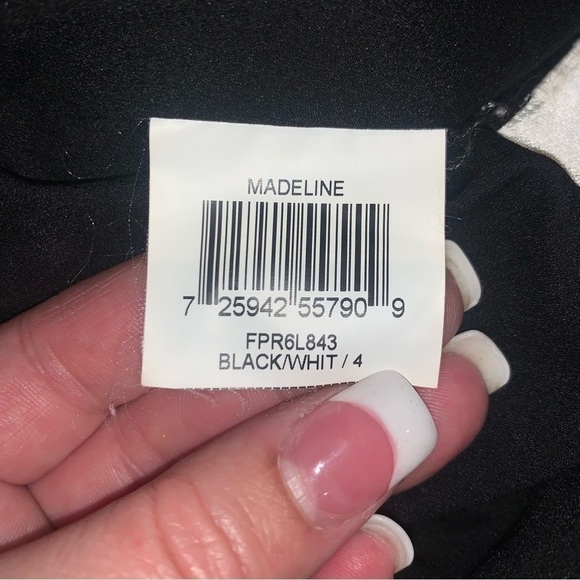 MADELINE
7 25942 55790 9
FPR6L843
BLACK/WHIT / 4